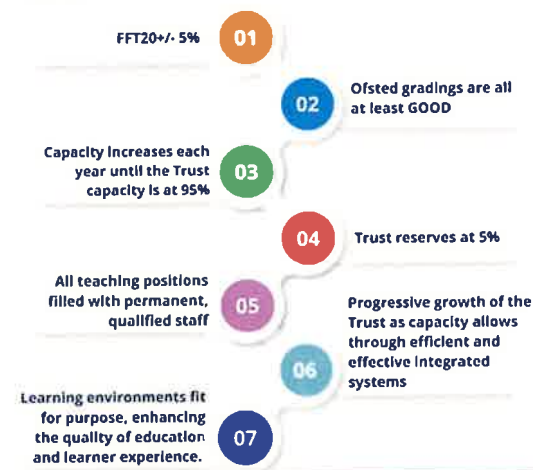 FFT20+/- 5%
01
02
Ofsted gradings are all
at least GOOD
Capacity increases each
year until the Trust
capacity is at 95%
03
04
Trust reserves at 5%
All teaching positions
filled with permanent,
qualified staff
05
Progressive growth of the
Trust as capacity allows
through efficient and
effective integrated
systems
06
Learning environments fit
for purpose, enhancing
the quality of education
and learner experience.
07